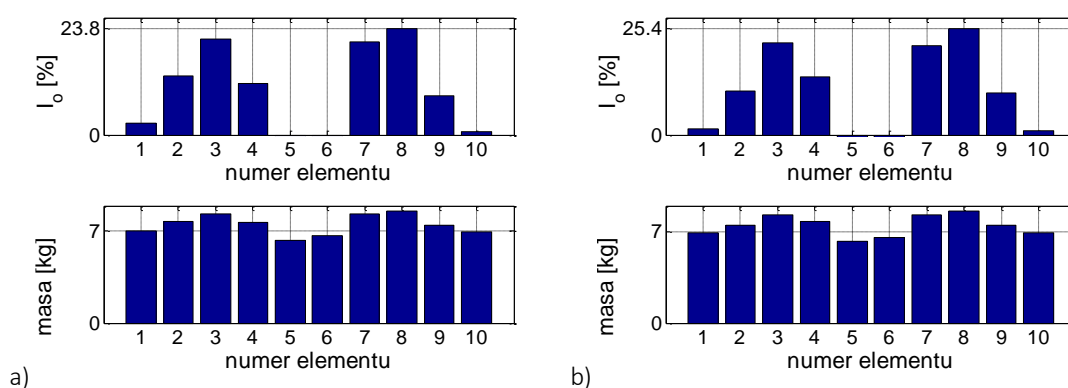 23.8
I_o [%]
0
1 2 3 4 5 6 7 8 9 10
numer elementu
7
masa [kg]
0
1 2 3 4 5 6 7 8 9 10
numer elementu
a)
25.4
I_o [%]
0
1 2 3 4 5 6 7 8 9 10
numer elementu
7
masa [kg]
0
1 2 3 4 5 6 7 8 9 10
numer elementu
b)